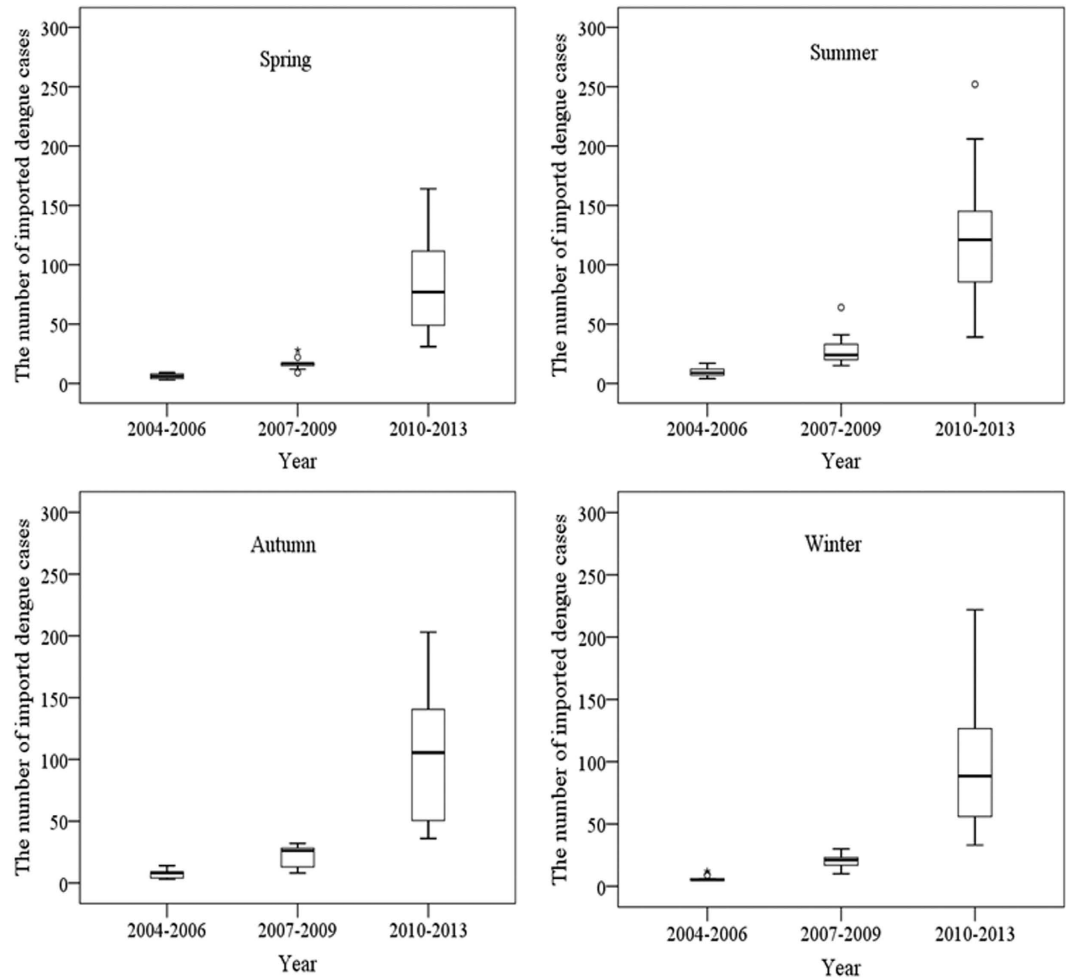 The number of imported dengue cases
Spring
300
250
200
150
100
50
0
2004-2006 2007-2009 2010-2013
Year
The number of importd dengue cases
Summer
300
250
200
150
100
50
0
2004-2006 2007-2009 2010-2013
Year
The number of importd dengue cases
Autumn
300
250
200
150
100
50
0
2004-2006 2007-2009 2010-2013
Year
The number of imported dengue cases
Winter
300
250
200
150
100
50
0
2004-2006 2007-2009 2010-2013
Year